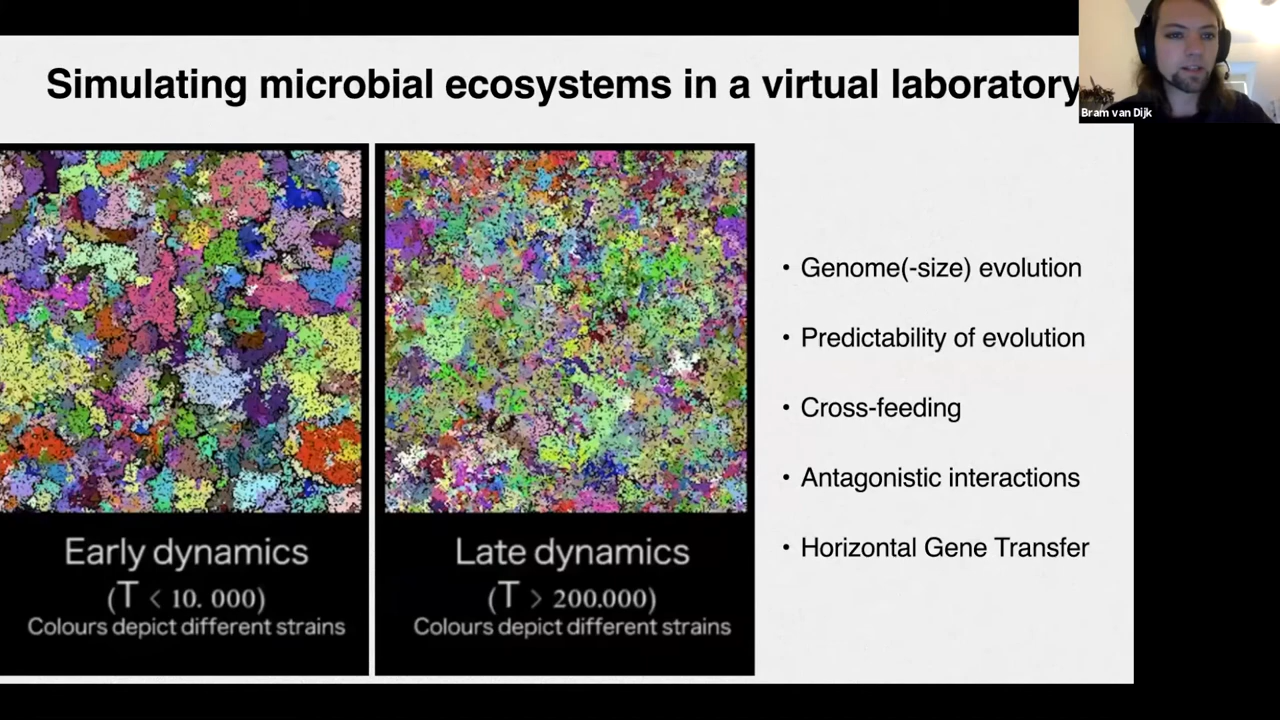 Simulating microbial ecosystems in a virtual laboratory
Bram van Dijk
Early dynamics
(T < 10. 000)
Colours depict different strains
Late dynamics
(T > 200.000)
Colours depict different strains
• Genome(-size) evolution
• Predictability of evolution
• Cross-feeding
• Antagonistic interactions
• Horizontal Gene Transfer